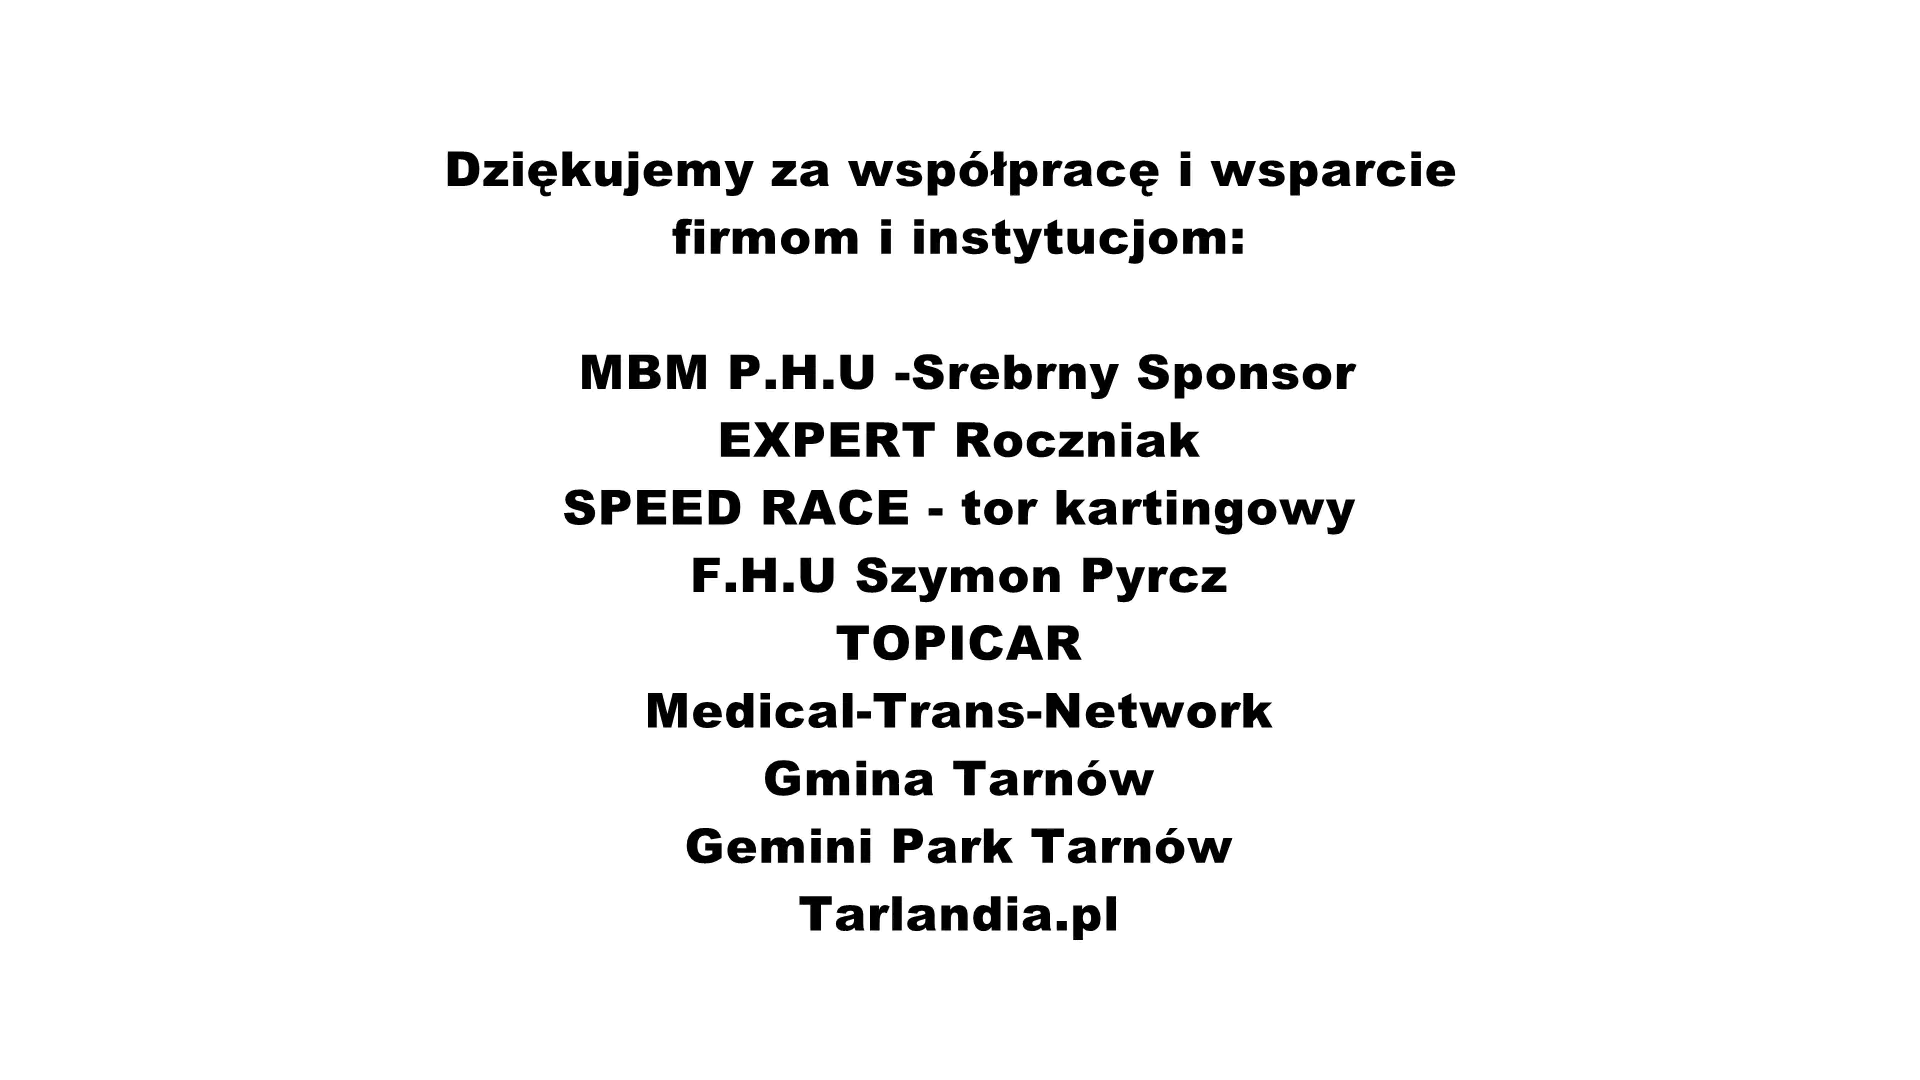 Dziękujemy za współpracę i wsparcie
firmom i instytucjom:
MBM P.H.U -Srebrny Sponsor
EXPERT Roczniak
SPEED RACE - tor kartingowy
F.H.U Szymon Pyrcz
TOPICAR
Medical-Trans-Network
Gmina Tarnów
Gemini Park Tarnów
Tarlandia.pl